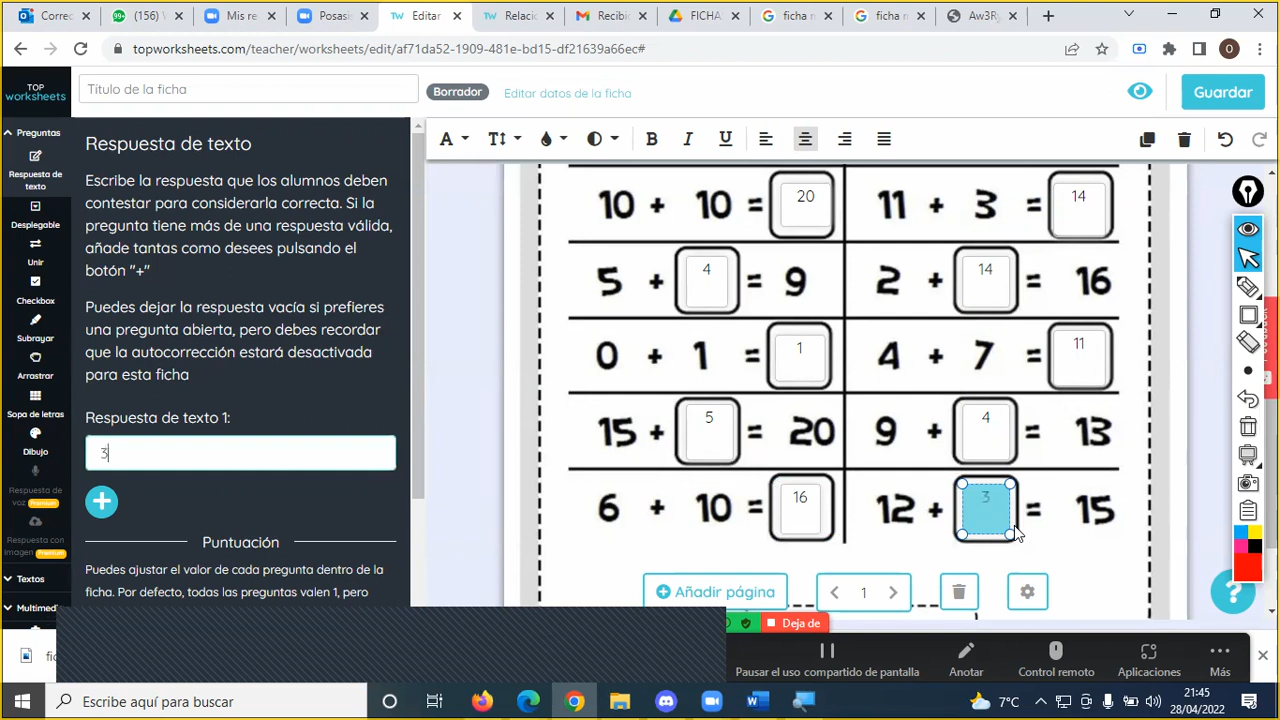 Correo
(156) W
Mis re
Posasis
Editar
Relacio
Recibid
FICHA
ficha m
ficha m
Aw3Ry
topworksheets.com/teacher/worksheets/edit/af71da52-1909-481e-bd15-df21639a66ec#
O
TOP
worksheets
Título de la ficha
Borrador
Editar datos de la ficha
Guardar
Preguntas
Respuesta de texto
Desplegable
Unir
Checkbox
Subrayar
Arrastrar
Sopa de letras
Dibujo
Respuesta de voz Premium
Respuesta con imagen Premium
Textos
Multimed
Respuesta de texto
Escribe la respuesta que los alumnos deben
contestar para considerarla correcta. Si la
pregunta tiene más de una respuesta válida,
añade tantas como desees pulsando el
botón "+"
Puedes dejar la respuesta vacía si prefieres
una pregunta abierta, pero debes recordar
que la autocorrección estará desactivada
para esta ficha
Respuesta de texto 1:
3
Puntuación
Puedes ajustar el valor de cada pregunta dentro de la
ficha. Por defecto, todas las preguntas valen 1, pero
A T B I U
10 + 10 = 20
11 + 3 = 14
5 + 4 = 9
2 + 14 = 16
0 + 1 = 1
4 + 7 = 11
15 + 5 = 20
9 + 4 = 13
6 + 10 = 16
12 + 3 = 15
Añadir página
1
?
Deja de
Pausar el uso compartido de pantalla
Anotar
Control remoto
Aplicaciones
Más
fic
Escribe aquí para buscar
7°C
21:45
28/04/2022